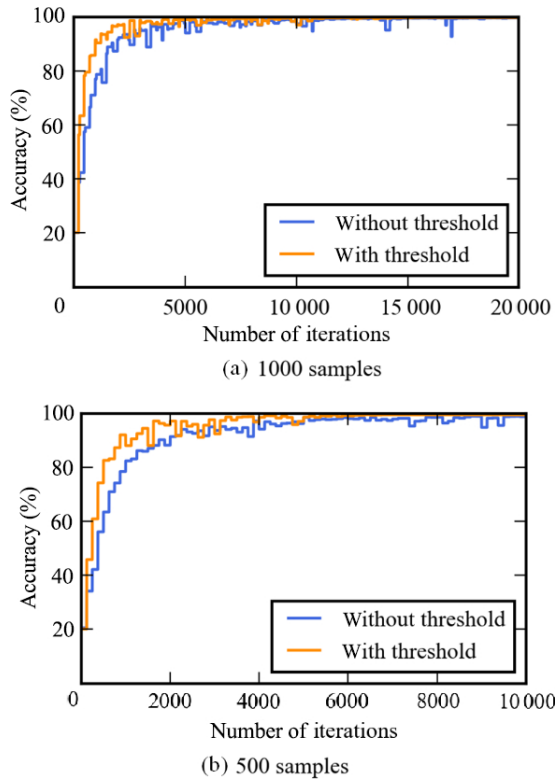 100
80
60
40
20
0
Accuracy (%)
Without threshold
With threshold
5000
10 000
15 000
20 000
Number of iterations
(a) 1000 samples
100
80
60
40
20
0
Accuracy (%)
Without threshold
With threshold
2000
4000
6000
8000
10 000
Number of iterations
(b) 500 samples